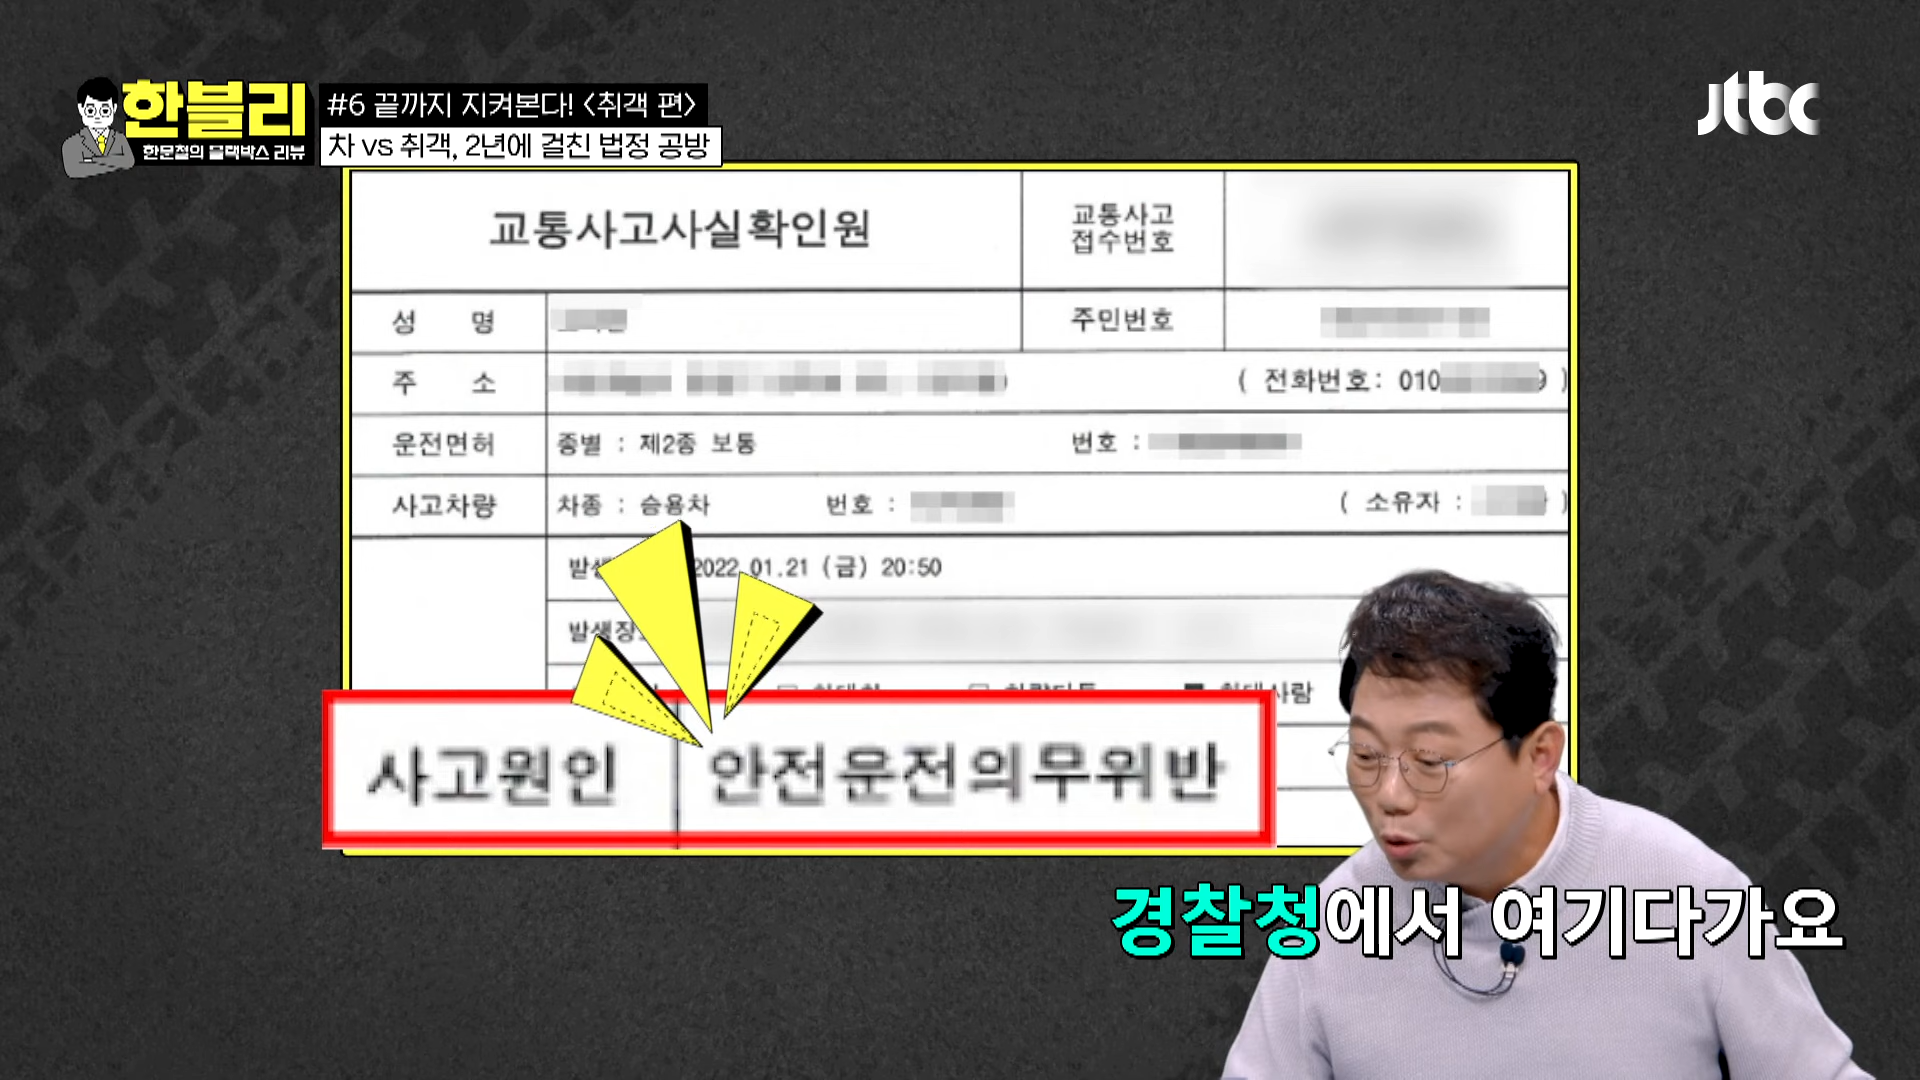 한블리
한문철의 블랙박스 리뷰
#6 끝까지 지켜본다! <취객 편>
차 vs 취객, 2년에 걸친 법정 공방
jtbc
교통사고사실확인원
교통사고
접수번호
성 명
주민번호
주 소
( 전화번호: 010 9 )
운전면허
종별 : 제2종 보통
번호 :
사고차량
차종 : 승용차
번호 :
( 소유자 : )
2022.01.21 (금) 20:50
발생장
사고원인
안전운전의무위반
경찰청에서 여기다가요